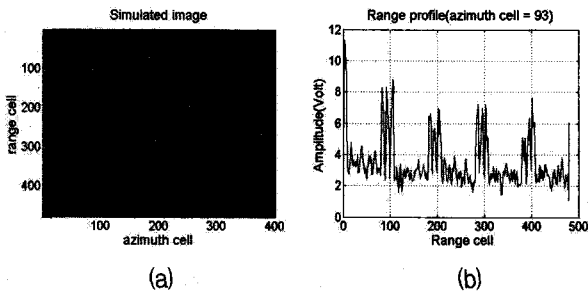 Simulated image
range cell
100
200
300
400
100
200
300
400
azimuth cell
(a)
Range profile(azimuth cell = 93)
Amplitude(Volt)
12
10
8
6
4
2
0
0
100
200
300
400
500
Range cell
(b)